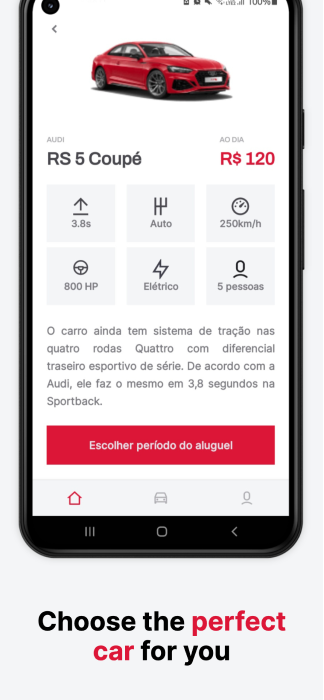 100%
AUDI
AO DIA
RS 5 Coupé
R$ 120
3.8s
Auto
250km/h
800 HP
Elétrico
5 pessoas
O carro ainda tem sistema de tração nas
quatro rodas Quattro com diferencial
traseiro esportivo de série. De acordo com a
Audi, ele faz o mesmo em 3,8 segundos na
Sportback.
Escolher período do aluguel
Choose the perfect
car for you